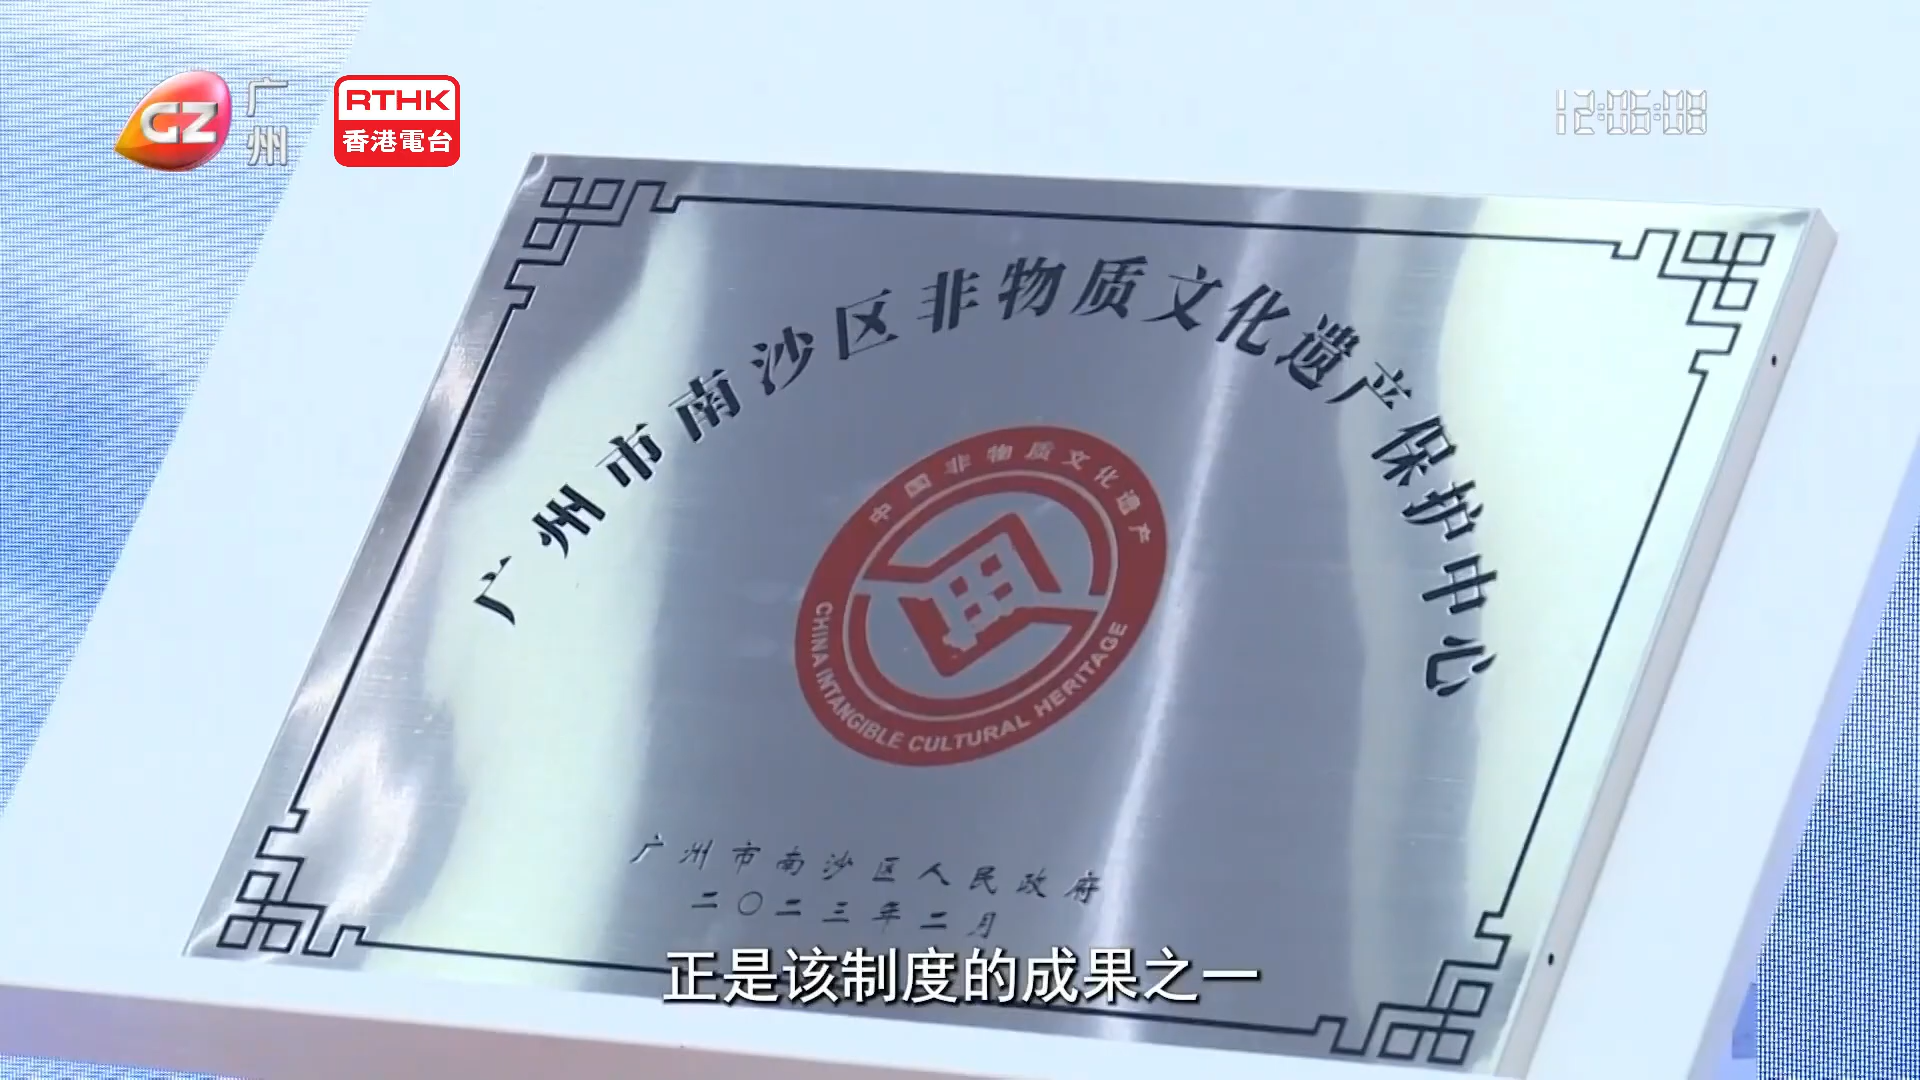 GZ 广州
RTHK
香港電台
12:06:08
广州市南沙区非物质文化遗产保护中心
中国非物质文化遗产
CHINA INTANGIBLE CULTURAL HERITAGE
广州市南沙区人民政府
二〇二三年二月
正是该制度的成果之一